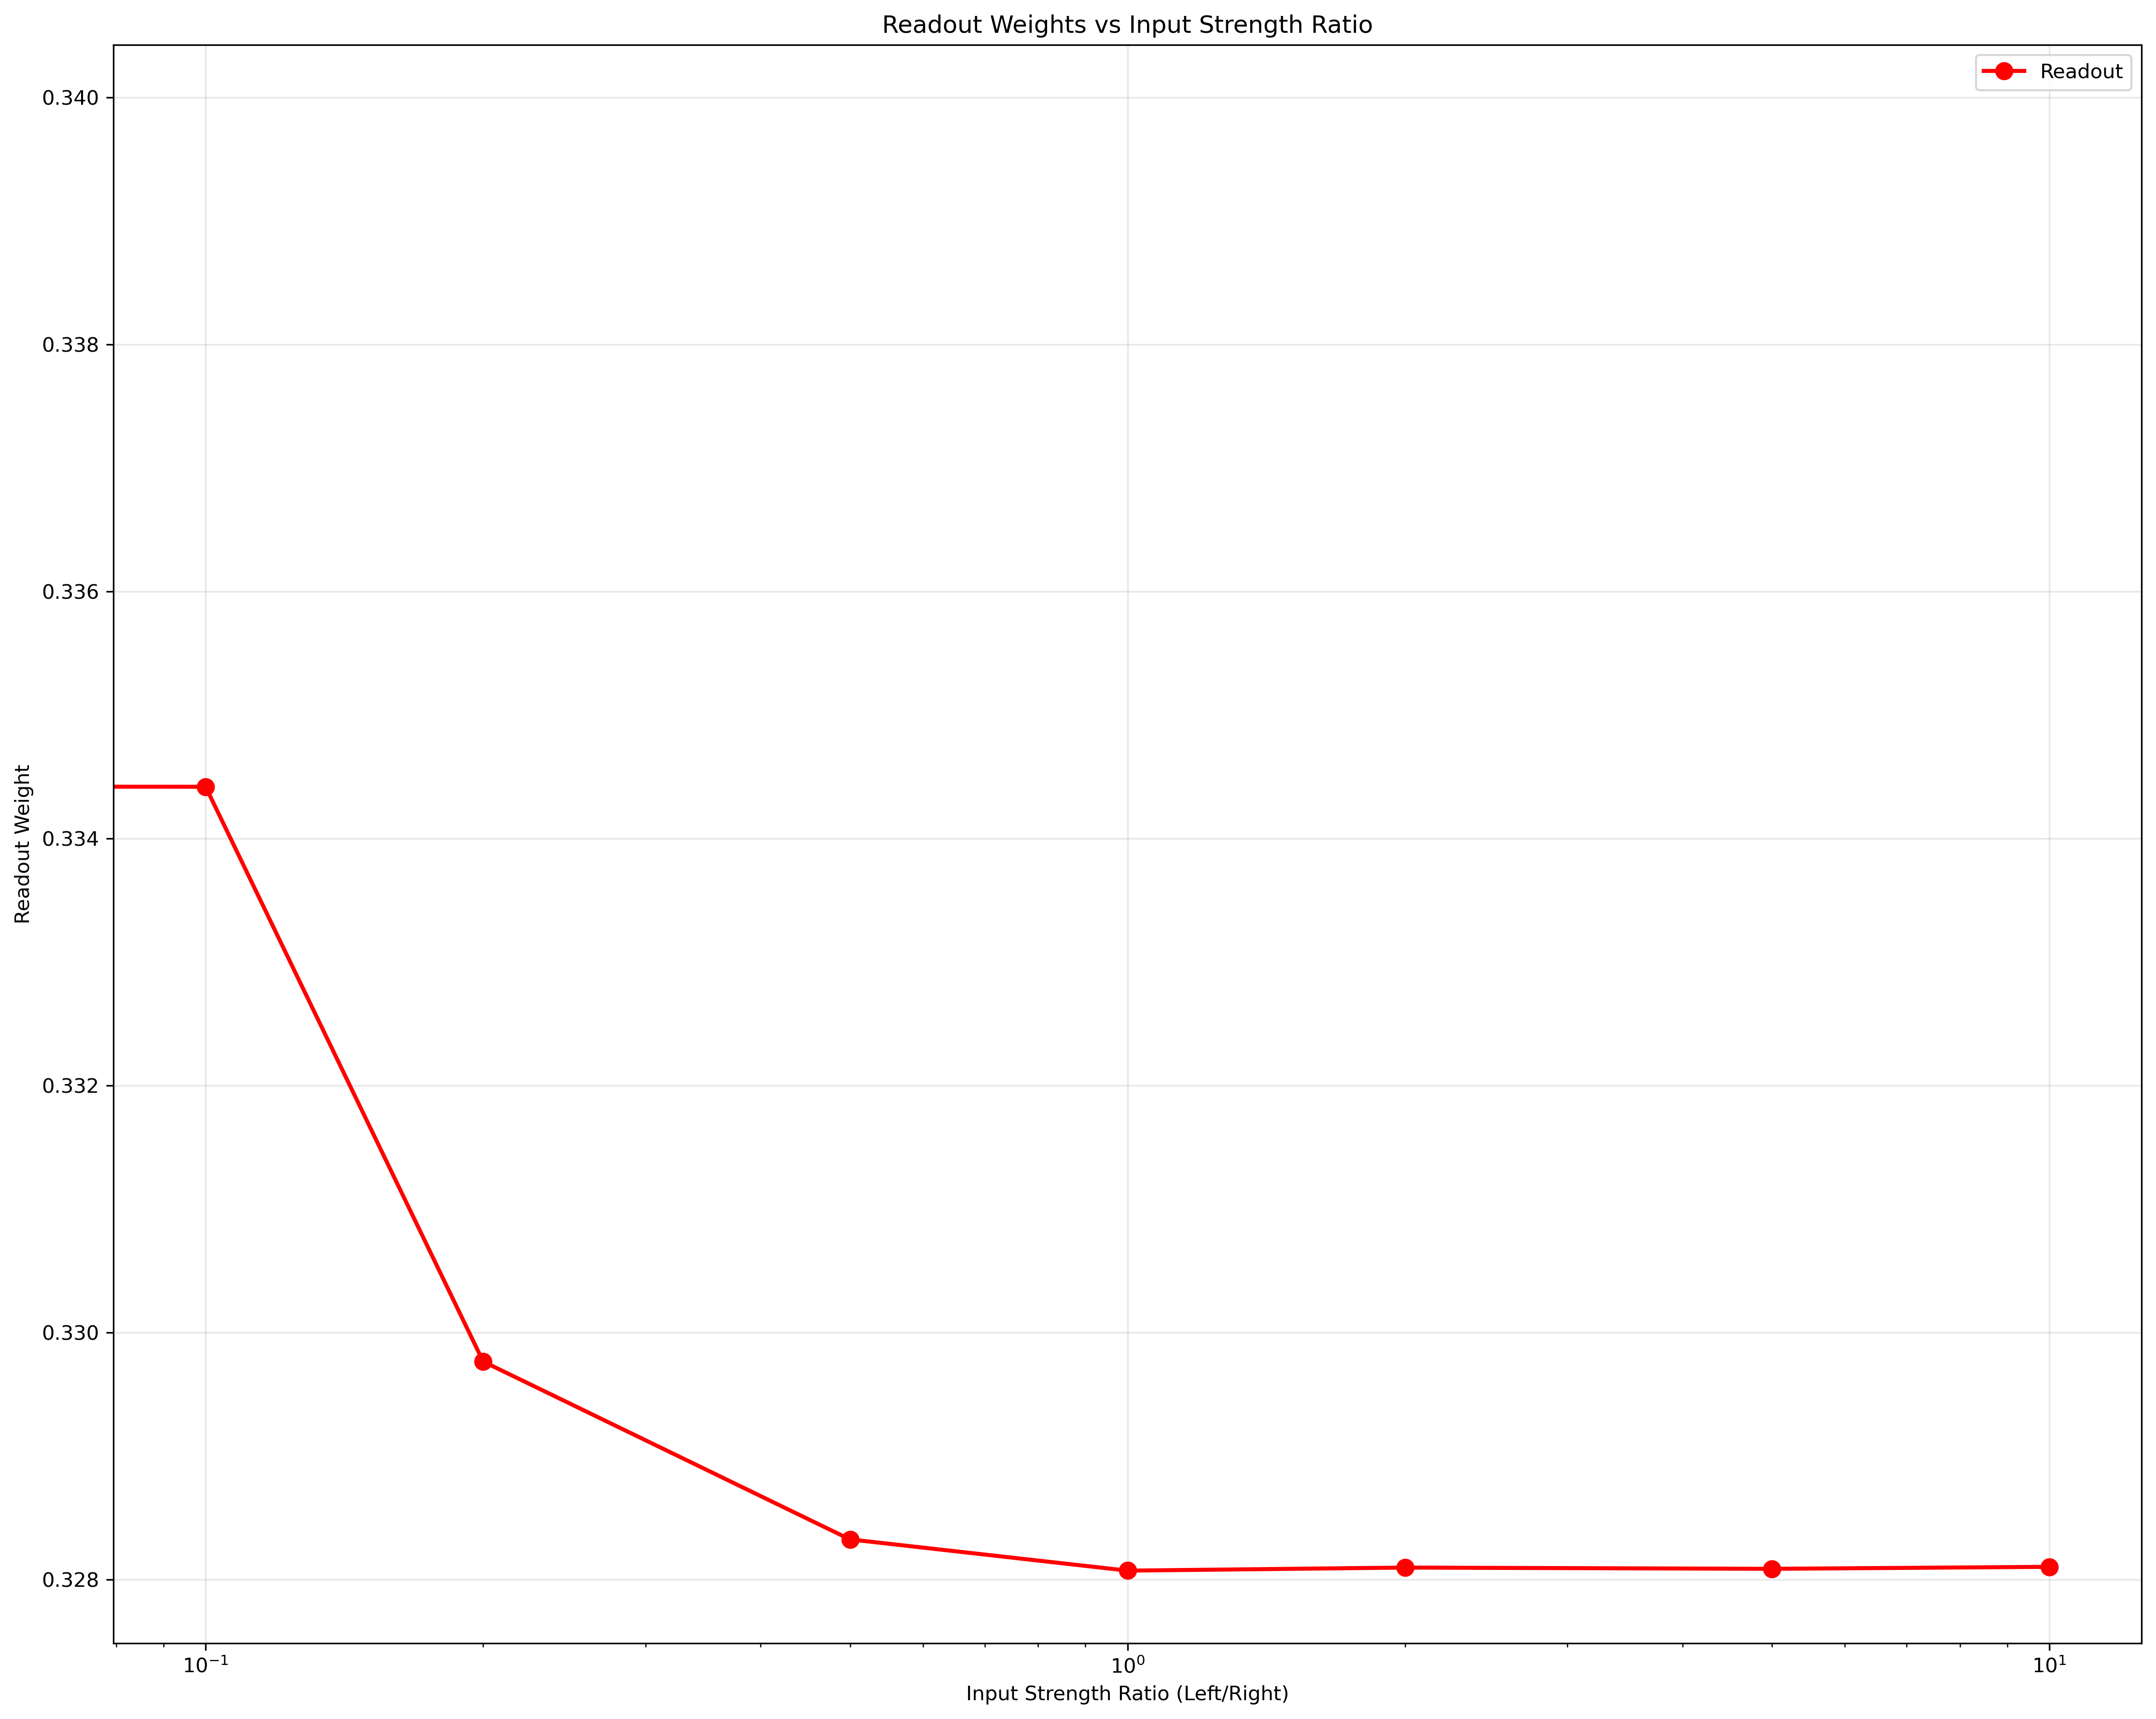 Readout Weights vs Input Strength Ratio
Readout
0.340
0.338
0.336
0.334
0.332
0.330
0.328
Readout Weight
10⁻¹
10⁰
10¹
Input Strength Ratio (Left/Right)